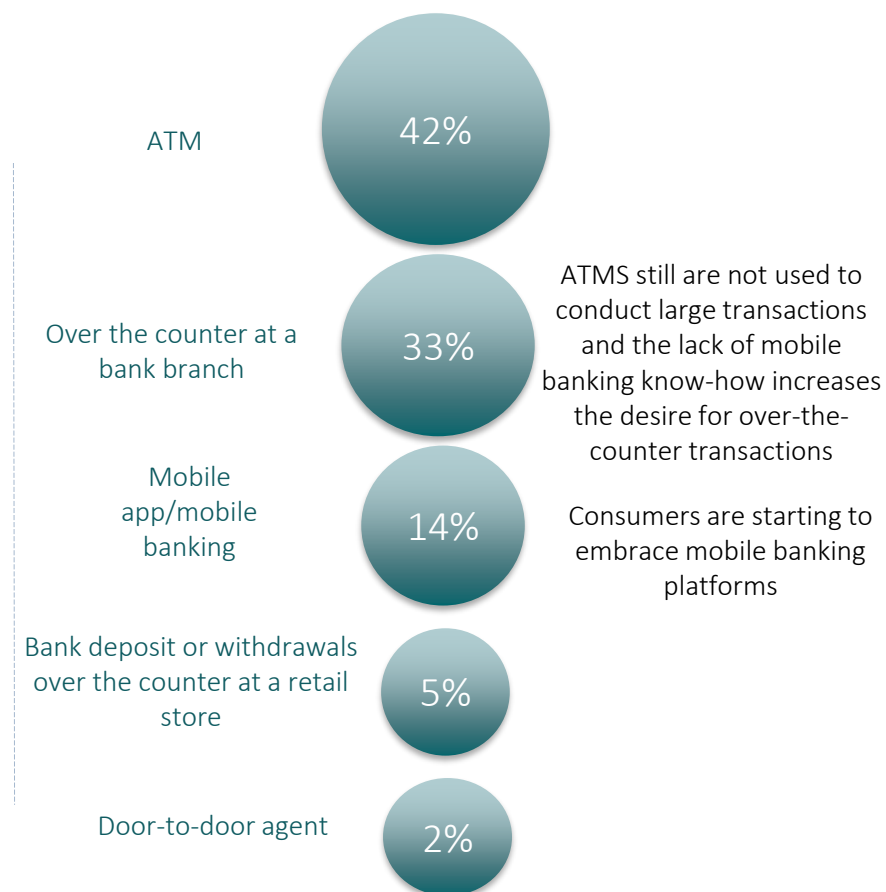 ATM
42%
Over the counter at a
bank branch
33%
ATMS still are not used to
conduct large transactions
and the lack of mobile
banking know-how increases
the desire for over-the-
counter transactions
Mobile
app/mobile
banking
14%
Consumers are starting to
embrace mobile banking
platforms
Bank deposit or withdrawals
over the counter at a retail
store
5%
Door-to-door agent
2%